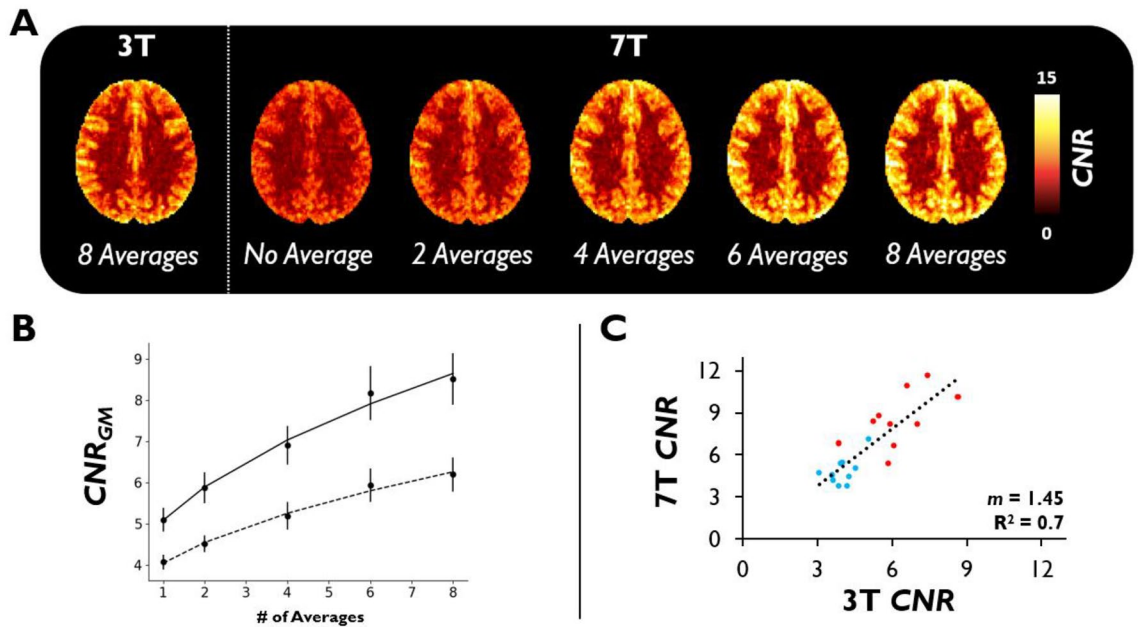 A
3T
7T
15
CNR
0
8 Averages
No Average
2 Averages
4 Averages
6 Averages
8 Averages
B
CNRGM
9
8
7
6
5
4
1 2 3 4 5 6 7 8
# of Averages
C
7T CNR
12
9
6
3
0
m = 1.45
R² = 0.7
0 3 6 9 12
3T CNR